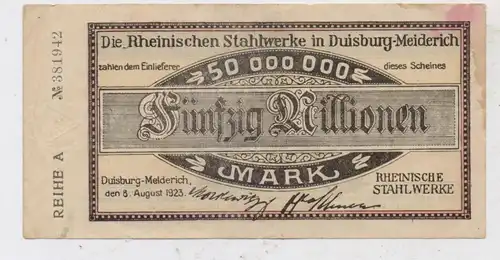 Die Rheinischen Stahlwerke in Duisburg-Meiderich
zahlen dem Einlieferer
50 000 000
dieses Scheines
Fünfzig Millionen
MARK
Duisburg-Meiderich,
den 8. August 1923.
RHEINISCHE
STAHLWERKE
№ 381942
REIHE A